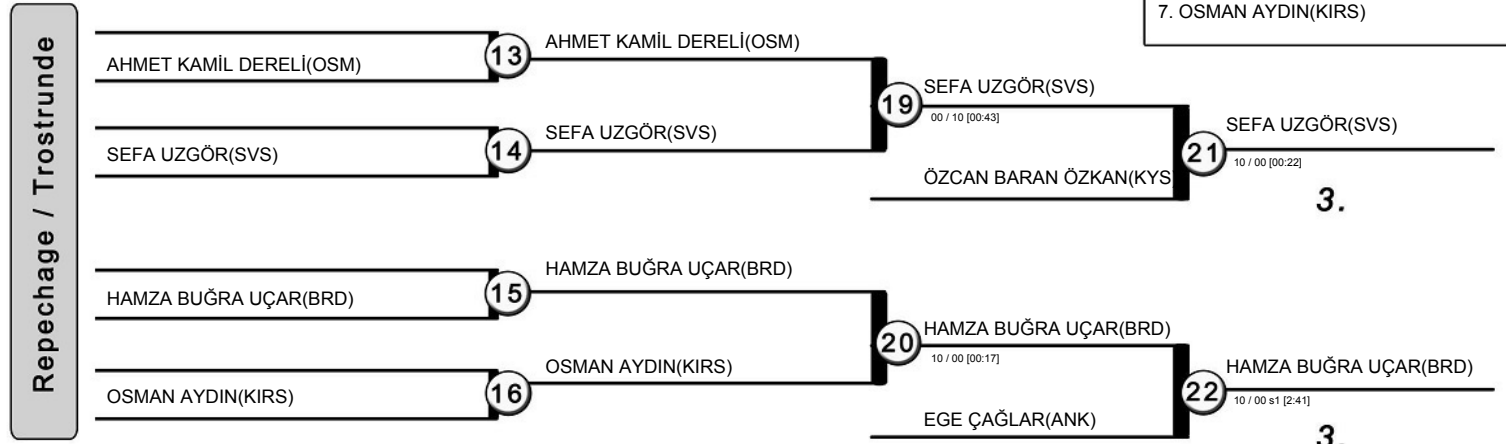 7. OSMAN AYDIN(KIRS)
Repechage / Trostrunde
AHMET KAMİL DERELİ(OSM)
13
AHMET KAMİL DERELİ(OSM)
SEFA UZGÖR(SVS)
14
SEFA UZGÖR(SVS)
19
SEFA UZGÖR(SVS)
00 / 10 [00:43]
ÖZCAN BARAN ÖZKAN(KYS
21
SEFA UZGÖR(SVS)
10 / 00 [00:22]
3.
HAMZA BUĞRA UÇAR(BRD)
15
HAMZA BUĞRA UÇAR(BRD)
OSMAN AYDIN(KIRS)
16
OSMAN AYDIN(KIRS)
20
HAMZA BUĞRA UÇAR(BRD)
10 / 00 [00:17]
EGE ÇAĞLAR(ANK)
22
HAMZA BUĞRA UÇAR(BRD)
10 / 00 s1 [2:41]
3.